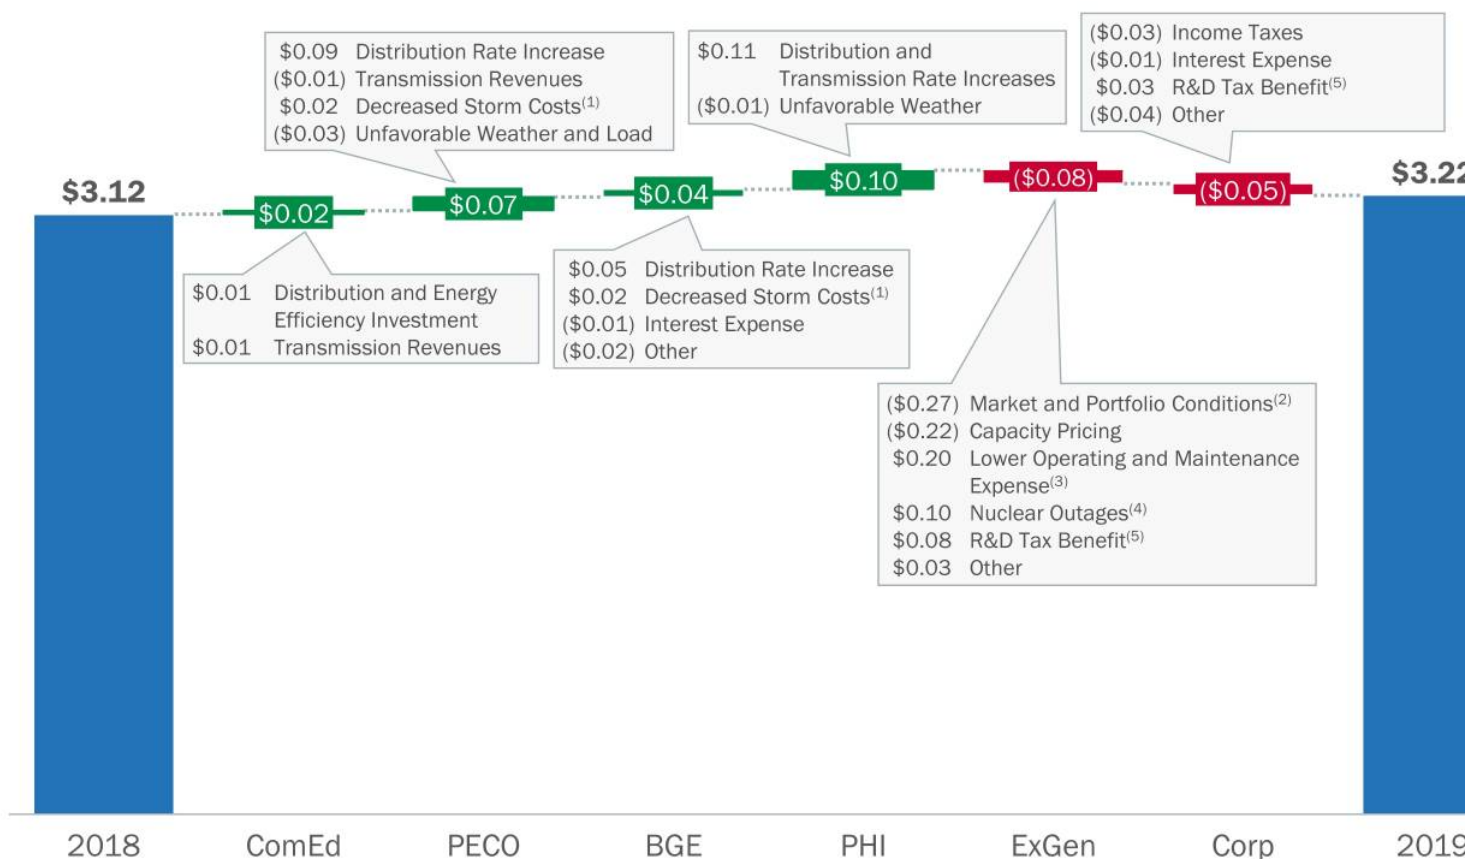 $0.09 Distribution Rate Increase
($0.01) Transmission Revenues
$0.02 Decreased Storm Costs(1)
($0.03) Unfavorable Weather and Load
$0.11 Distribution and
Transmission Rate Increases
($0.01) Unfavorable Weather
($0.03) Income Taxes
($0.01) Interest Expense
$0.03 R&D Tax Benefit(5)
($0.04) Other
$3.12
$0.02
$0.07
$0.04
$0.10
($0.08)
($0.05)
$3.22
$0.01 Distribution and Energy
Efficiency Investment
$0.01 Transmission Revenues
$0.05 Distribution Rate Increase
$0.02 Decreased Storm Costs(1)
($0.01) Interest Expense
($0.02) Other
($0.27) Market and Portfolio Conditions(2)
($0.22) Capacity Pricing
$0.20 Lower Operating and Maintenance
Expense(3)
$0.10 Nuclear Outages(4)
$0.08 R&D Tax Benefit(5)
$0.03 Other
2018 ComEd PECO BGE PHI ExGen Corp 2019